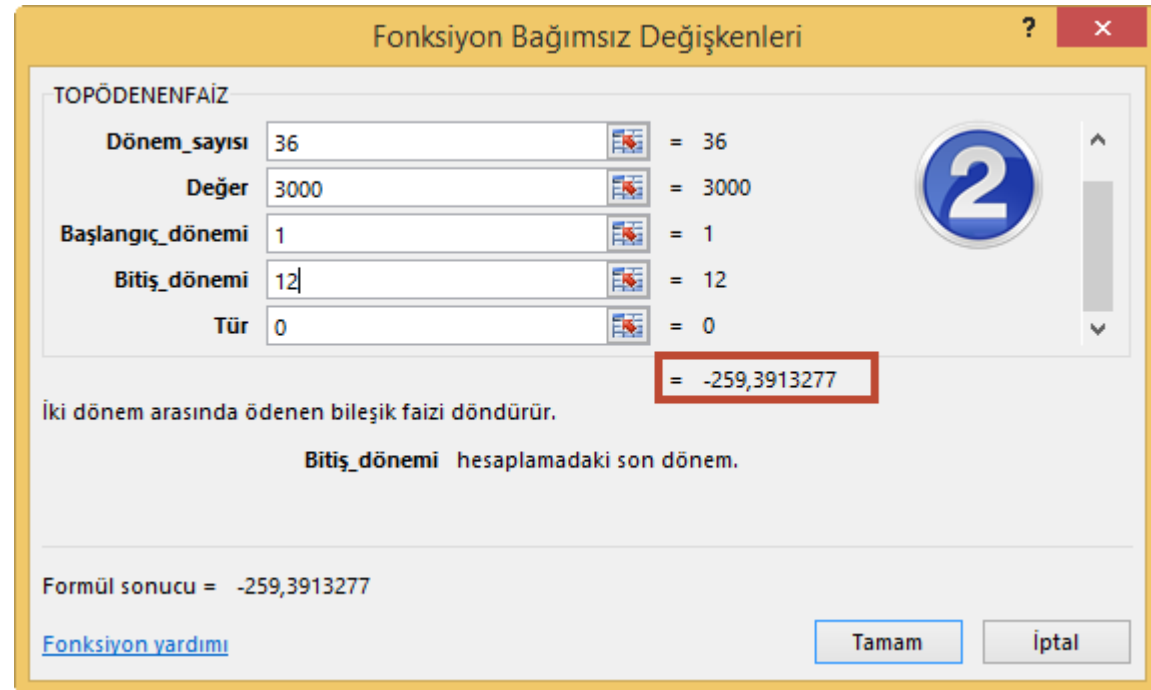 Fonksiyon Bağımsız Değişkenleri ? ×
TOPÖDENENFAİZ
Dönem_sayısı 36 = 36
Değer 3000 = 3000
Başlangıç_dönemi 1 = 1
Bitiş_dönemi 12 = 12
Tür 0 = 0
2
= -259,3913277
İki dönem arasında ödenen bileşik faizi döndürür.
Bitiş_dönemi hesaplamadaki son dönem.
Formül sonucu = -259,3913277
Fonksiyon yardımı Tamam İptal